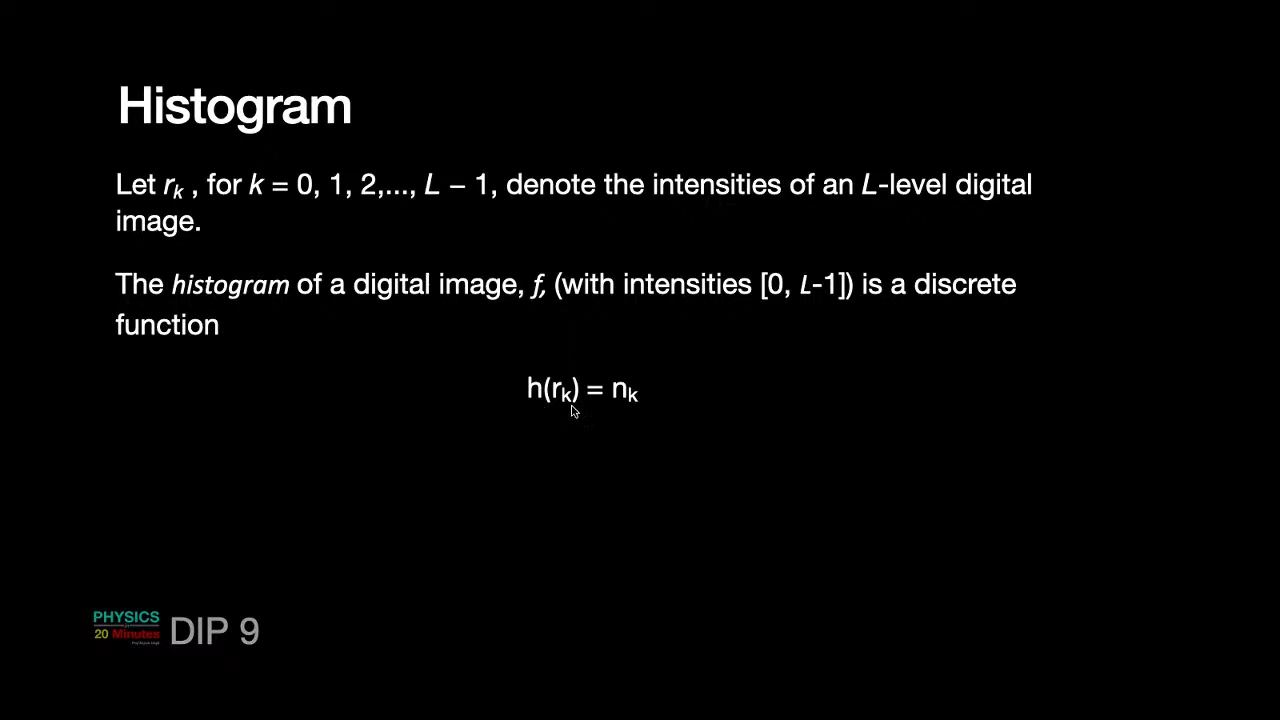 Histogram
Let rₖ , for k = 0, 1, 2,..., L − 1, denote the intensities of an L-level digital
image.
The histogram of a digital image, f, (with intensities [0, L-1]) is a discrete
function
h(rₖ) = nₖ
PHYSICS
20 Minutes
DIP 9